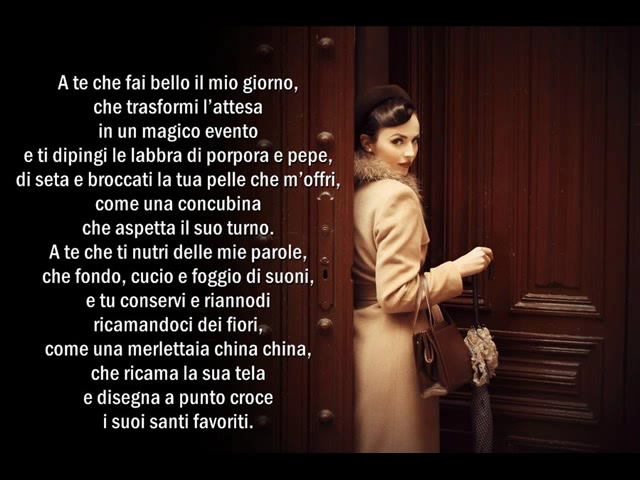 A te che fai bello il mio giorno,
che trasformi l'attesa
in un magico evento
e ti dipingi le labbra di porpora e pepe,
di seta e broccati la tua pelle che m'offri,
come una concubina
che aspetta il suo turno.
A te che ti nutri delle mie parole,
che fondo, cucio e foggio di suoni,
e tu conservi e riannodi
ricamandoci dei fiori,
come una merlettaia china china,
che ricama la sua tela
e disegna a punto croce
i suoi santi favoriti.